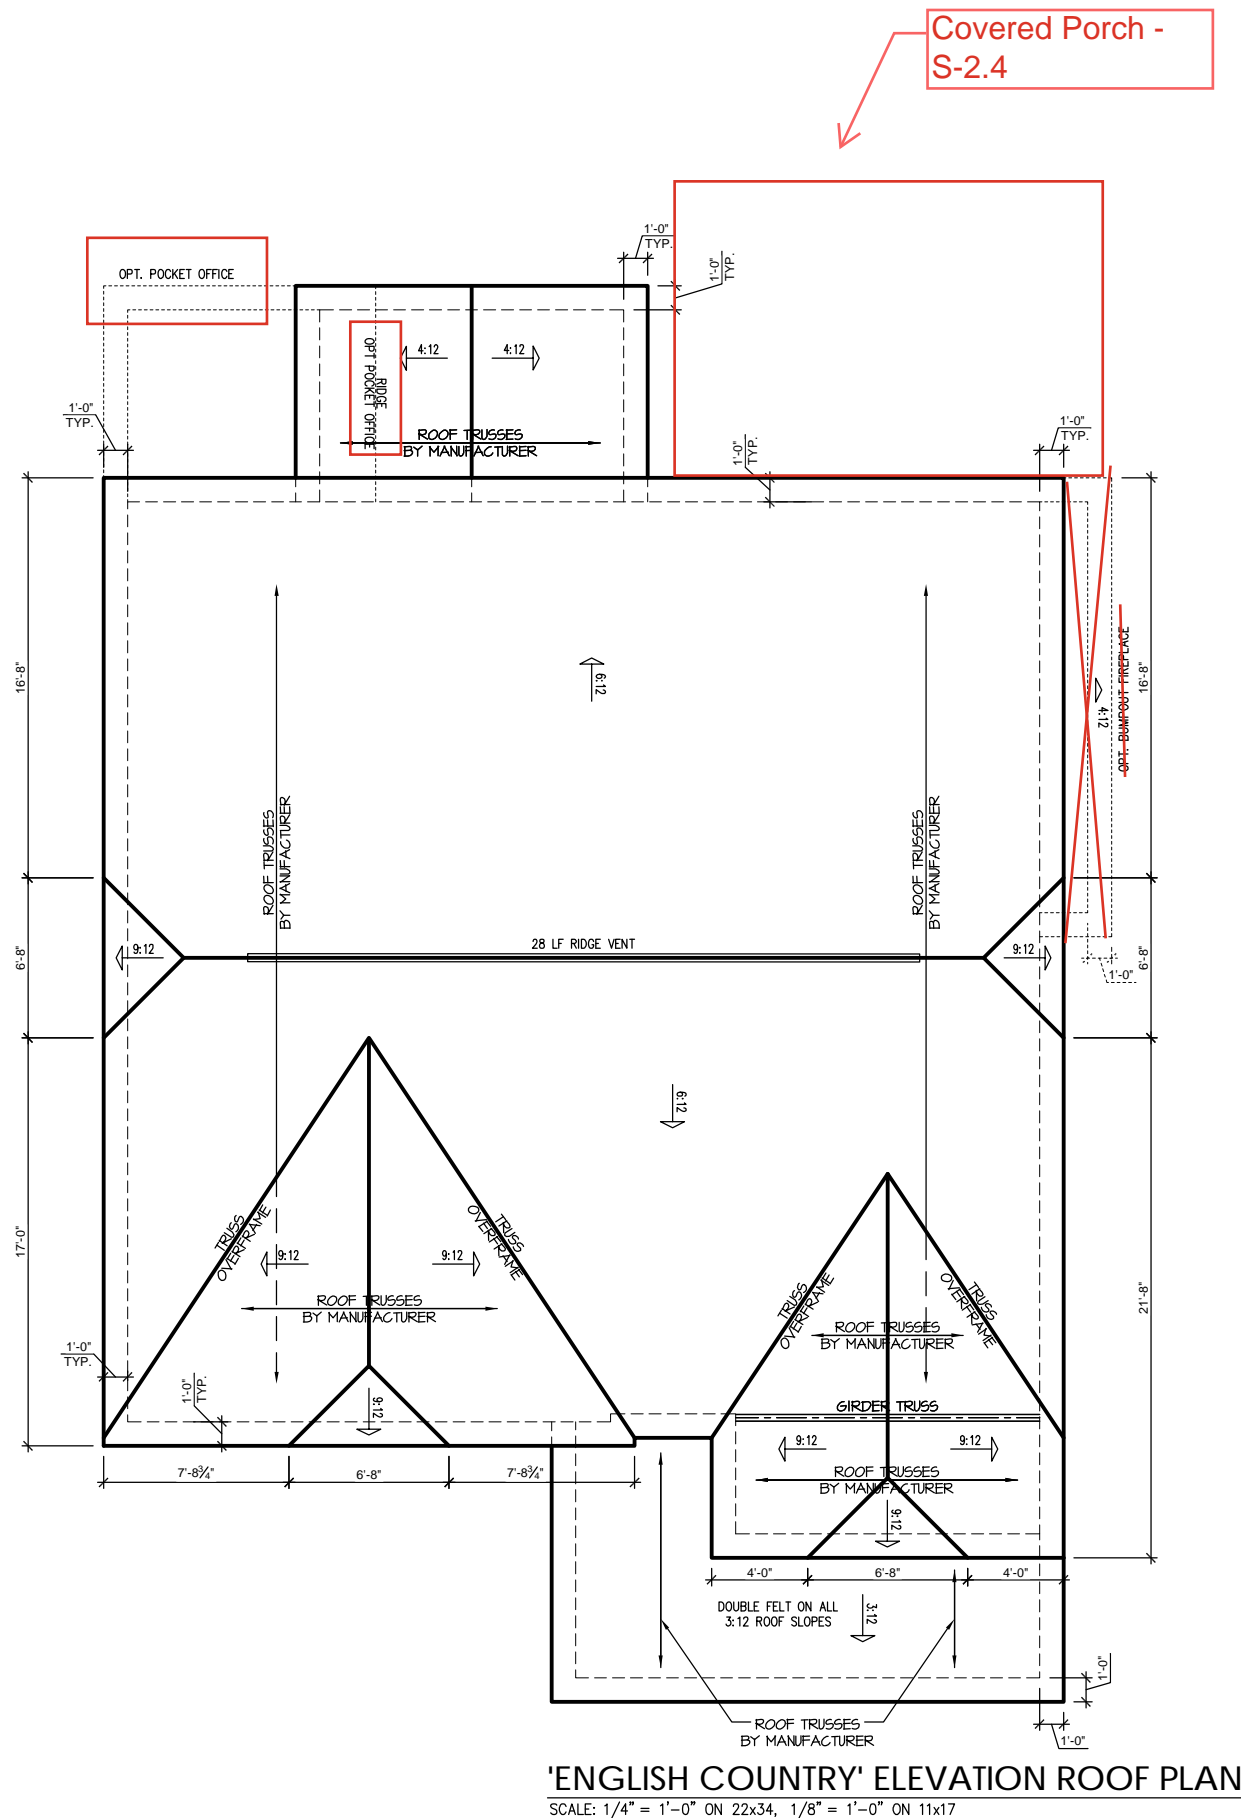 Covered Porch -
S-2.4
1'-0"
TYP.
1'-0"
TYP.
OPT. POCKET OFFICE
4:12
4:12
RIDGE
OPT POCKET OFFICE
ROOF TRUSSES
BY MANUFACTURER
1'-0"
TYP.
1'-0"
TYP.
1'-0"
TYP.
16'-8"
16'-8"
6:12
OPT. BUMPOUT FIREPLACE
4:12
ROOF TRUSSES
BY MANUFACTURER
ROOF TRUSSES
BY MANUFACTURER
28 LF RIDGE VENT
9:12
9:12
6'-8"
6'-8"
1'-0"
6:12
TRUSS
OVERFRAME
TRUSS
OVERFRAME
9:12
9:12
17'-0"
ROOF TRUSSES
BY MANUFACTURER
TRUSS
OVERFRAME
TRUSS
OVERFRAME
21'-8"
ROOF TRUSSES
BY MANUFACTURER
1'-0"
TYP.
1'-0"
TYP.
9:12
GIRDER TRUSS
9:12
9:12
ROOF TRUSSES
BY MANUFACTURER
7'-8¾"
6'-8"
7'-8¾"
9:12
4'-0"
6'-8"
4'-0"
DOUBLE FELT ON ALL
3:12 ROOF SLOPES
3:12
1'-0"
ROOF TRUSSES
BY MANUFACTURER
1'-0"
'ENGLISH COUNTRY' ELEVATION ROOF PLAN
SCALE: 1/4" = 1'-0" ON 22x34, 1/8" = 1'-0" ON 11x17